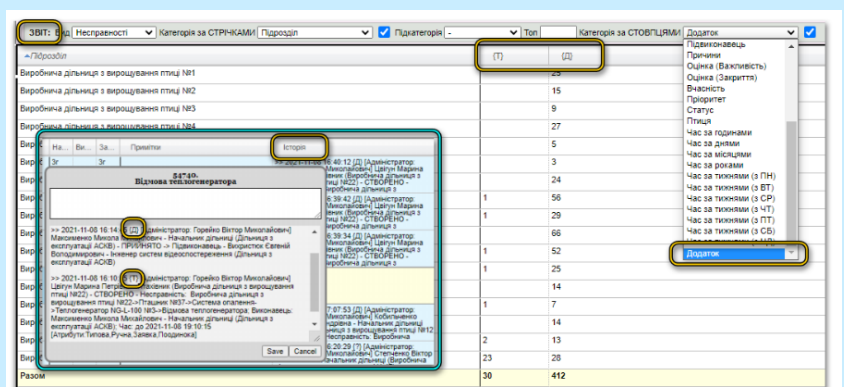 ЗВІТ: Вид Несправності Категорія за СТРІЧКАМИ Підрозділ Підкатегорія - Топ Категорія за СТОВПЦЯМИ Додаток
Підрозділ {Т} {Д}
Виробнича дільниця з вирощування птиці №1 25
Виробнича дільниця з вирощування птиці №2 15
Виробнича дільниця з вирощування птиці №3 9
Виробнича дільниця з вирощування птиці №4 27
5
3
24
1 56
1 29
66
1 52
1 25
14
1 7
14
2 13
23 28
Разом 30 412
Підвиконавець
Причини
Оцінка (Важливість)
Оцінка (Закриття)
Вчасність
Пріоритет
Статус
Птиця
Час за годинами
Час за днями
Час за місяцями
Час за роками
Час за тижнями (з ПН)
Час за тижнями (з ВТ)
Час за тижнями (з СР)
Час за тижнями (з ЧТ)
Час за тижнями (з ПТ)
Час за тижнями (з СБ)
Додаток
На... Ви... За... Примітки Історія
3г 3г
54740.
Відмова теплогенератора
>> 2021-11-08 16:14 {Д} [Адміністратор: Горейко Віктор Миколайович]
Максименко Микола Михайлович - Начальник дільниці (Дільниця з
експлуатації АСКВ) - ПРИЙНЯТО -> Підвиконавець - Вихристюк Євгеній
Володимирович - Інженер систем відеоспостереження (Дільниця з
експлуатації АСКВ)
>> 2021-11-08 16:10 {Т} [Адміністратор: Горейко Віктор Миколайович]
Цвігун Марина (Виробнича дільниця з вирощування
птиці №22) - СТВОРЕНО - Несправність: Виробнича дільниця з
вирощування птиці №22->Пташник №37->Система опалення-
>Теплогенератор NG-L-100 №3->Відмова теплогенератора; Виконавець:
Максименко Микола Михайлович - Начальник дільниці (Дільниця з
експлуатації АСКВ); Час: до 2021-11-08 19:10:15
[Атрибути:Типова,Ручна,Заявка,Поодинока]
Save Cancel